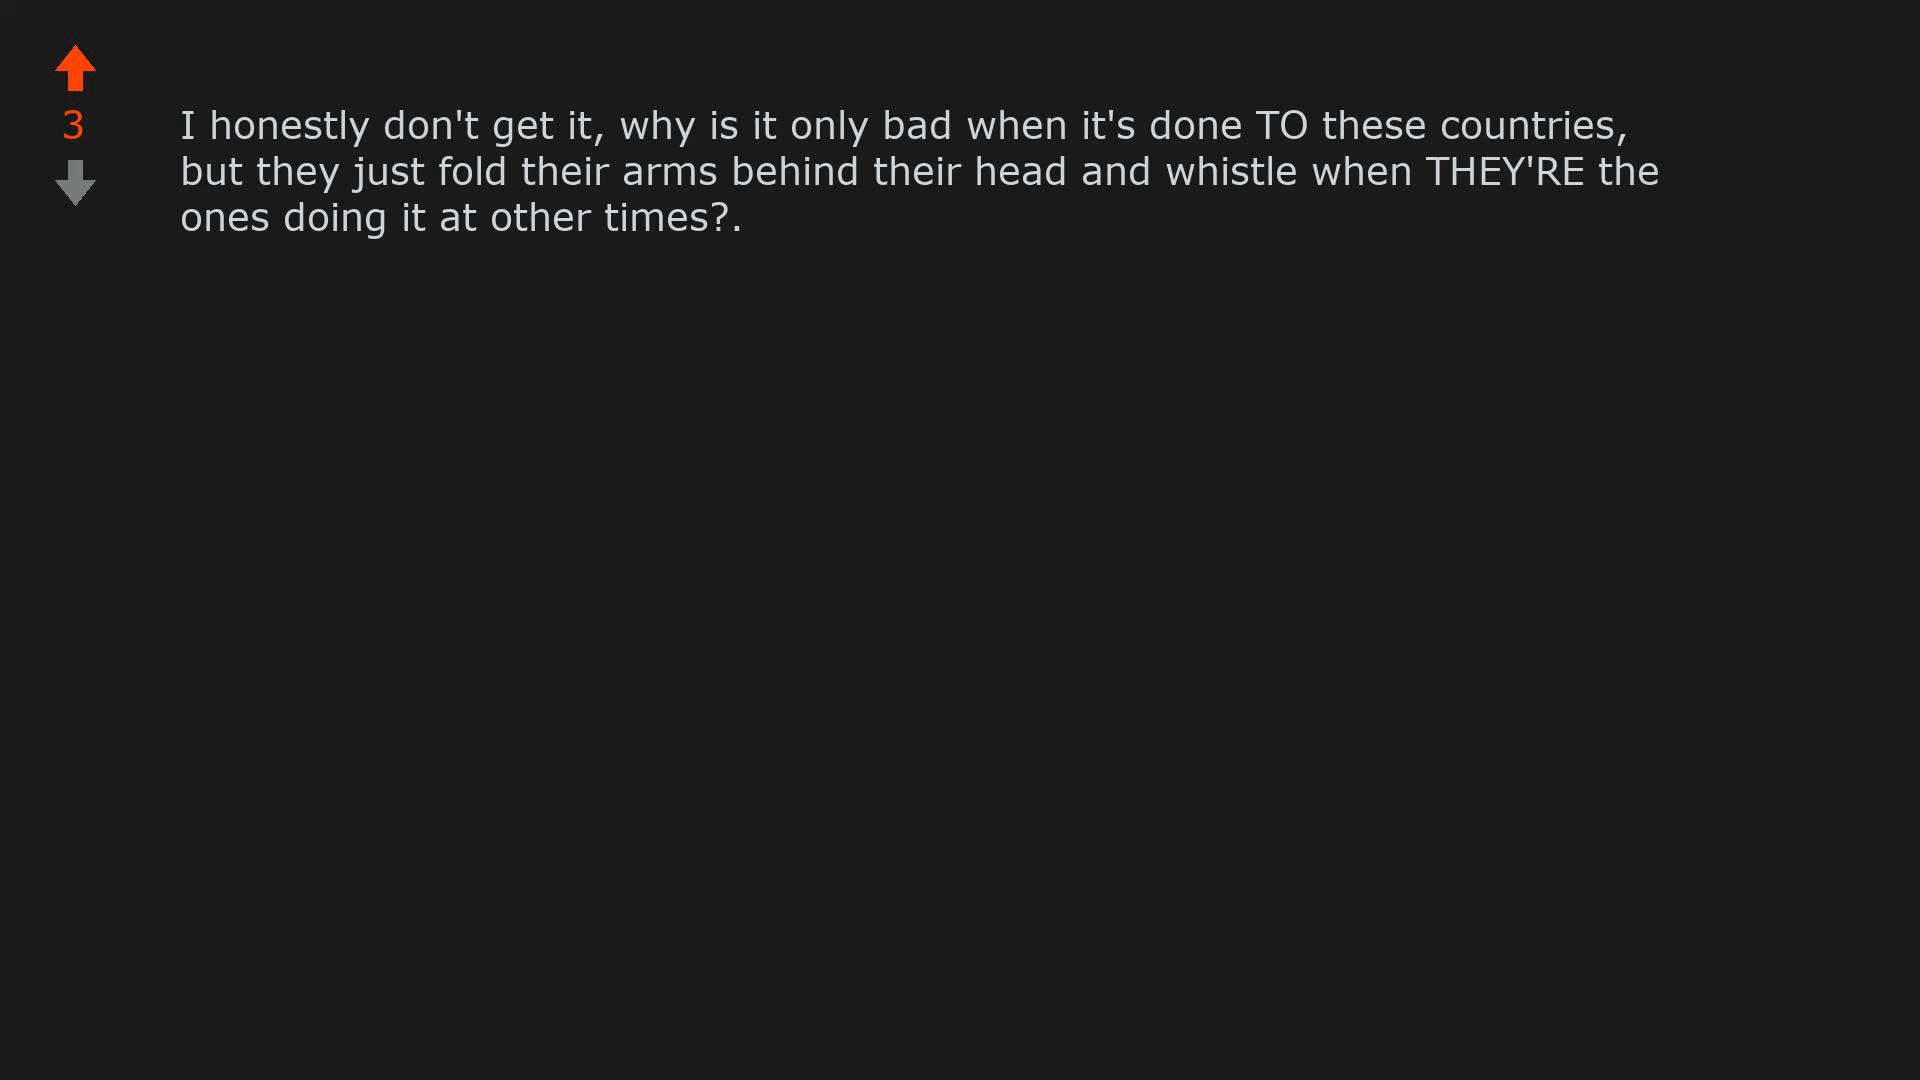 3
I honestly don't get it, why is it only bad when it's done TO these countries,
but they just fold their arms behind their head and whistle when THEY'RE the
ones doing it at other times?.